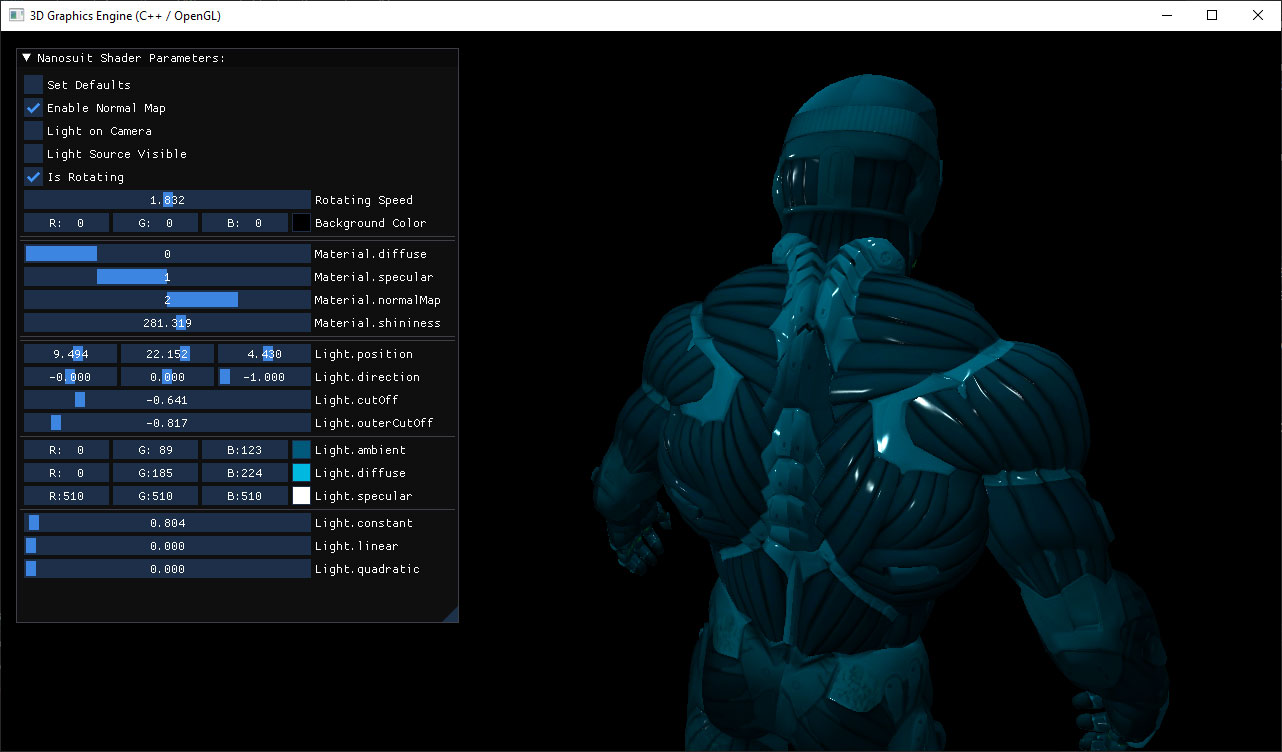 3D Graphics Engine (C++ / OpenGL)
Nanosuit Shader Parameters:
Set Defaults
Enable Normal Map
Light on Camera
Light Source Visible
Is Rotating
1.832 Rotating Speed
R: 0 G: 0 B: 0 Background Color
0 Material.diffuse
1 Material.specular
2 Material.normalMap
281.319 Material.shininess
9.494 22.152 4.430 Light.position
-0.000 0.000 -1.000 Light.direction
-0.641 Light.cutOff
-0.817 Light.outerCutOff
R: 0 G: 89 B:123 Light.ambient
R: 0 G:185 B:224 Light.diffuse
R:510 G:510 B:510 Light.specular
0.804 Light.constant
0.000 Light.linear
0.000 Light.quadratic